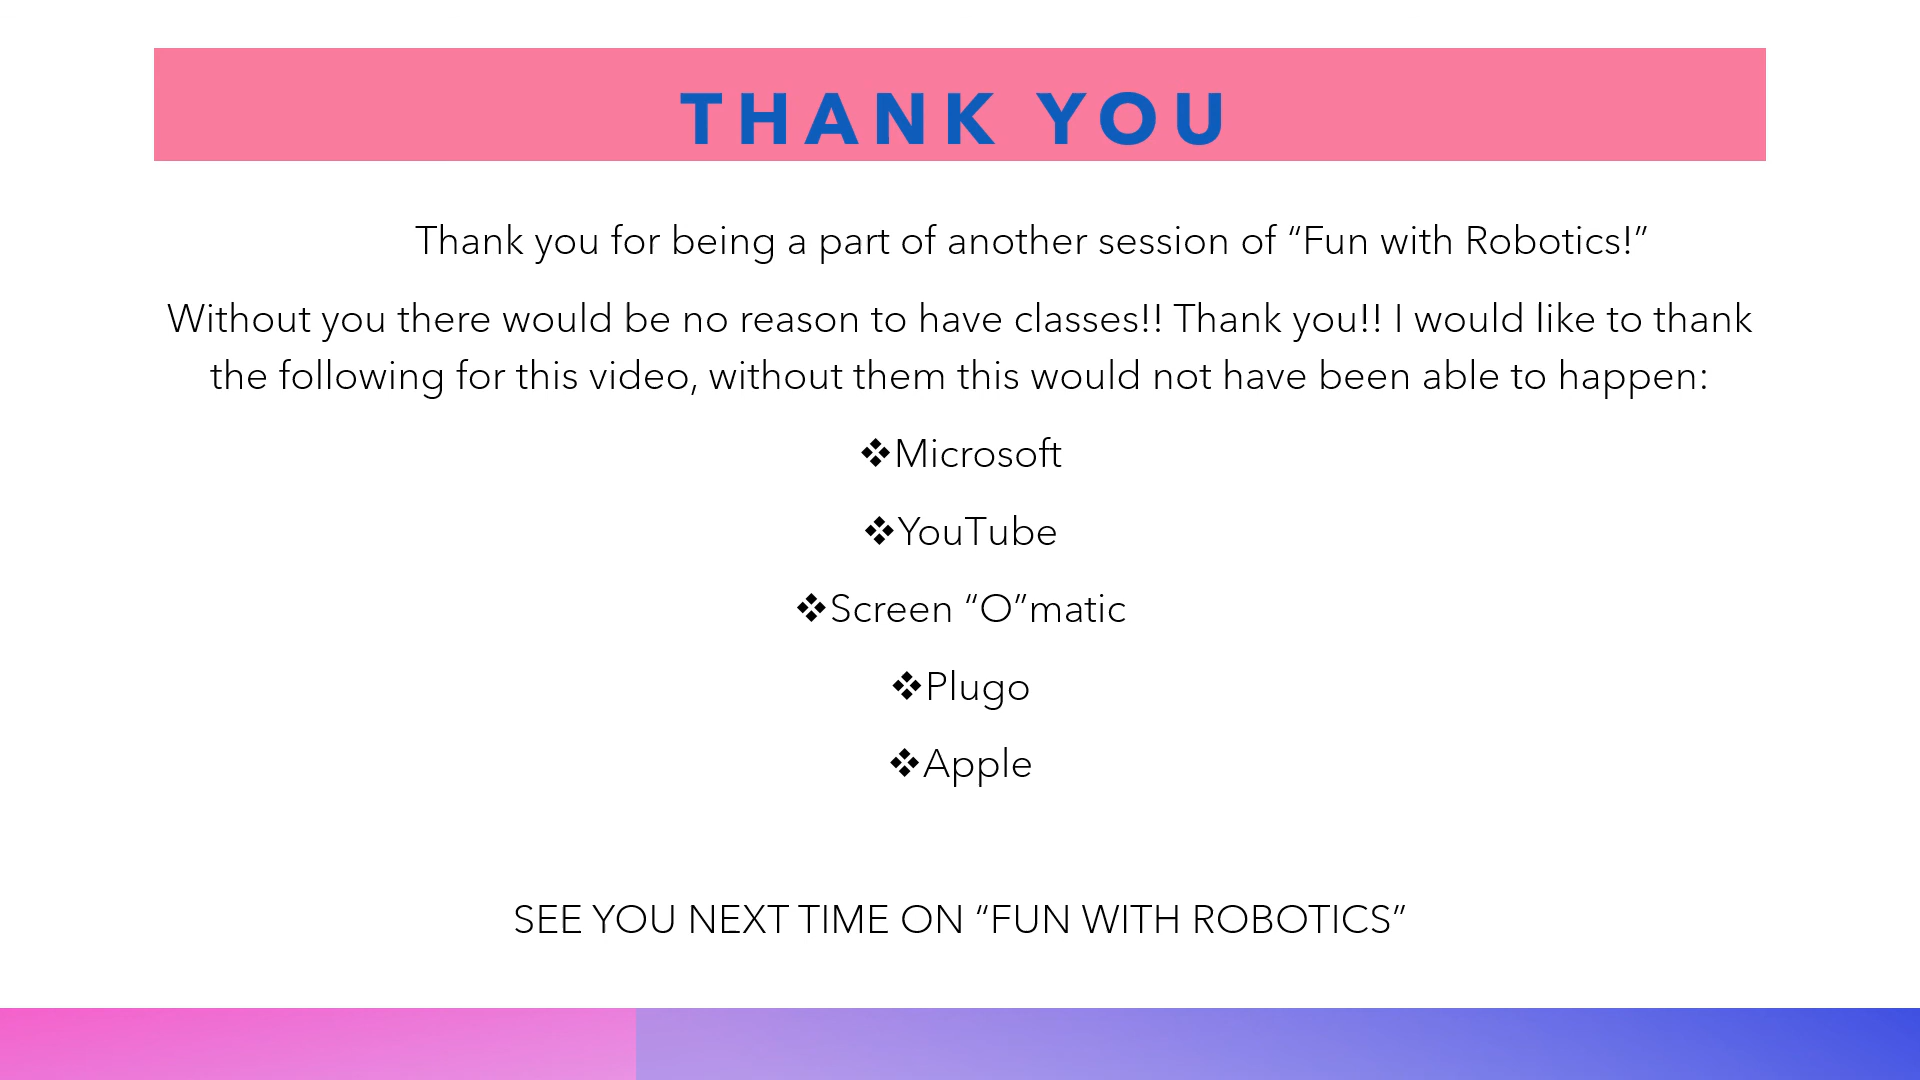 THANK YOU
Thank you for being a part of another session of “Fun with Robotics!”
Without you there would be no reason to have classes!! Thank you!! I would like to thank
the following for this video, without them this would not have been able to happen:
❖Microsoft
❖YouTube
❖Screen “O”matic
❖Plugo
❖Apple
SEE YOU NEXT TIME ON “FUN WITH ROBOTICS”